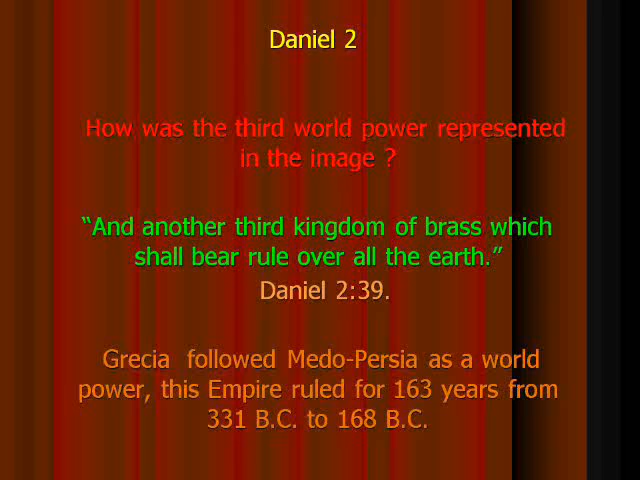 Daniel 2
How was the third world power represented
in the image ?
“And another third kingdom of brass which
shall bear rule over all the earth.”
Daniel 2:39.
Grecia followed Medo-Persia as a world
power, this Empire ruled for 163 years from
331 B.C. to 168 B.C.